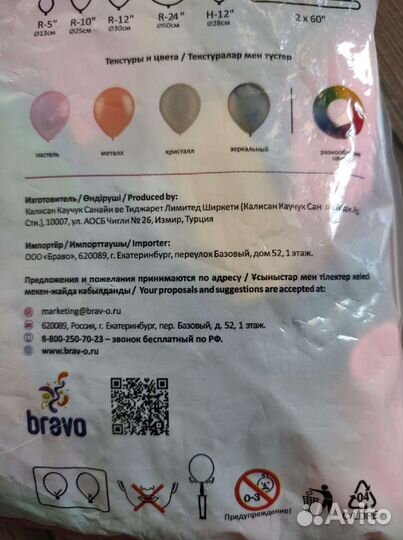 R-5" R-10" R-12" R-24" H-12" 2 x 60"
Ø13см Ø25см Ø30см Ø60см Ø28см
Текстуры и цвета / Текстуралар мен түстер
пастель металл кристалл зеркальный разнообразие
Изготовитель / Өндіруші / Produced by:
Калисан Каучук Санайи ве Тиджарет Лимитед Ширкети (Калисан Каучук Сан
Сти.), 10007, ул. АОСБ Чигли № 26, Измир, Турция
Импортёр / Импорттаушы / Importer:
ООО «Браво», 620089, г. Екатеринбург, переулок Базовый, дом 52, 1 этаж.
Предложения и пожелания принимаются по адресу / Ұсыныстар мен тілектер келесі
мекен-жайда қабылданады / Your proposals and suggestions are accepted at:
marketing@brav-o.ru
620089, Россия, г. Екатеринбург, пер. Базовый, д. 52, 1 этаж.
8-800-250-70-23 – звонок бесплатный по РФ.
www.brav-o.ru
bravo
0-3
Предупреждение!
04
LDPE
Avito